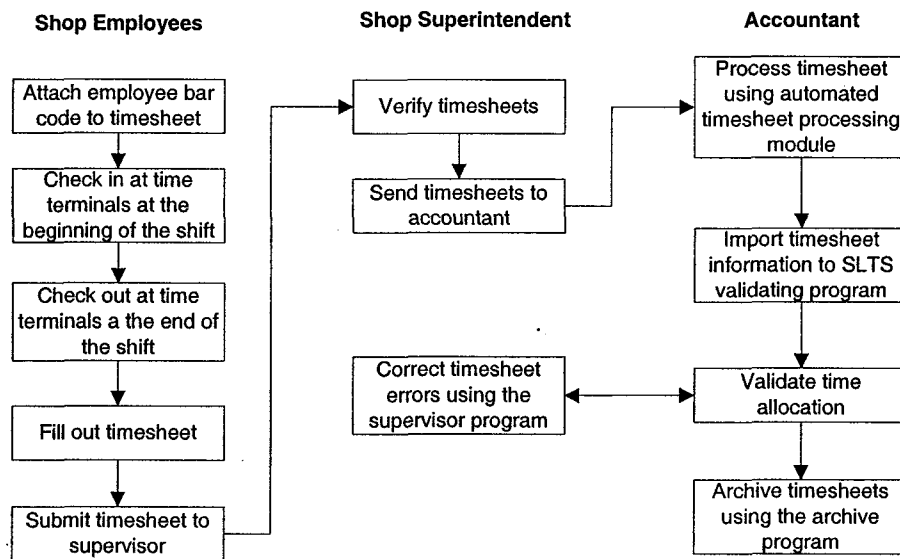 Shop Employees
Attach employee bar
code to timesheet
Check in at time
terminals at the
beginning of the shift
Check out at time
terminals a the end of
the shift
Fill out timesheet
Submit timesheet to
supervisor
Shop Superintendent
Verify timesheets
Send timesheets to
accountant
Correct timesheet
errors using the
supervisor program
Accountant
Process timesheet
using automated
timesheet processing
module
Import timesheet
information to SLTS
validating program
Validate time
allocation
Archive timesheets
using the archive
program